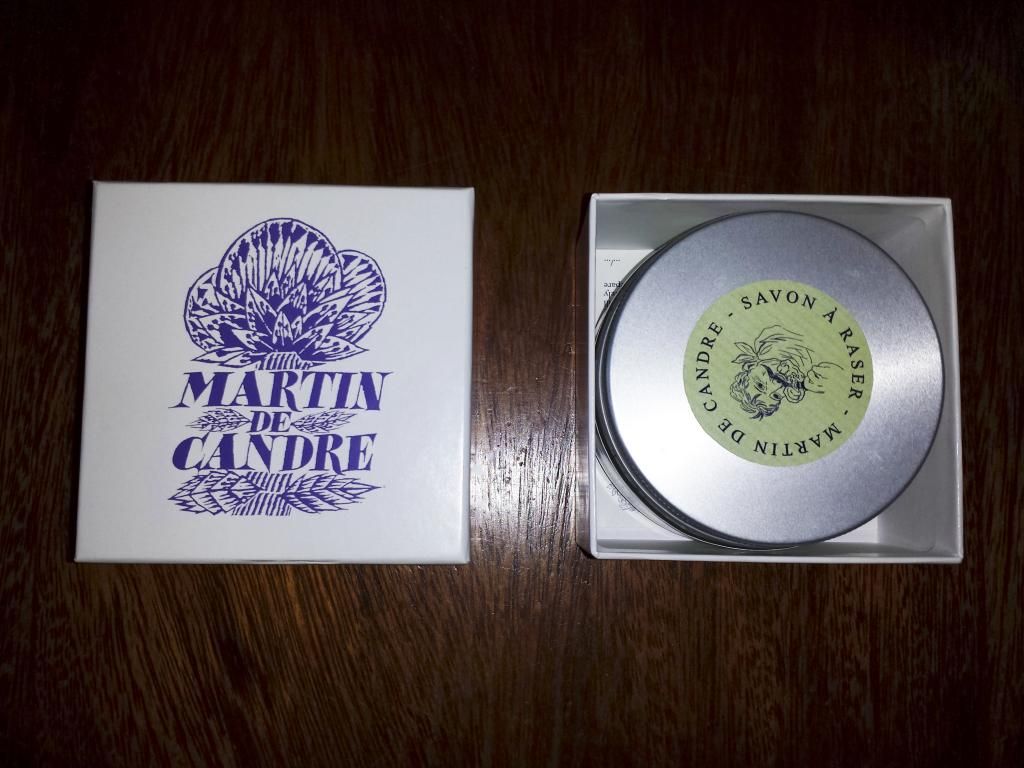 MARTIN
DE
CANDRE
MARTIN DE CANDRE - SAVON À RASER -